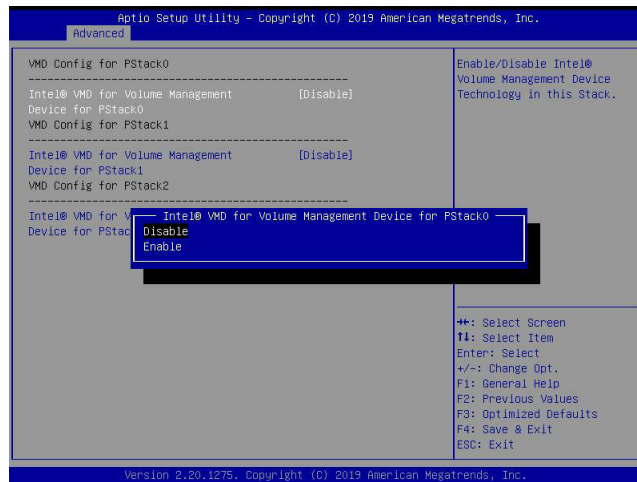 Aptio Setup Utility – Copyright (C) 2019 American Megatrends, Inc.
Advanced
VMD Config for PStack0
------------------------------------------------
Intel® VMD for Volume Management [Disable]
Device for PStack0
VMD Config for PStack1
------------------------------------------------
Intel® VMD for Volume Management [Disable]
Device for PStack1
VMD Config for PStack2
------------------------------------------------
Intel® VMD for V
Device for PStac
Intel® VMD for Volume Management Device for PStack0
Disable
Enable
Enable/Disable Intel®
Volume Management Device
Technology in this Stack.
→←: Select Screen
↑↓: Select Item
Enter: Select
+/-: Change Opt.
F1: General Help
F2: Previous Values
F3: Optimized Defaults
F4: Save & Exit
ESC: Exit
Version 2.20.1275. Copyright (C) 2019 American Megatrends, Inc.